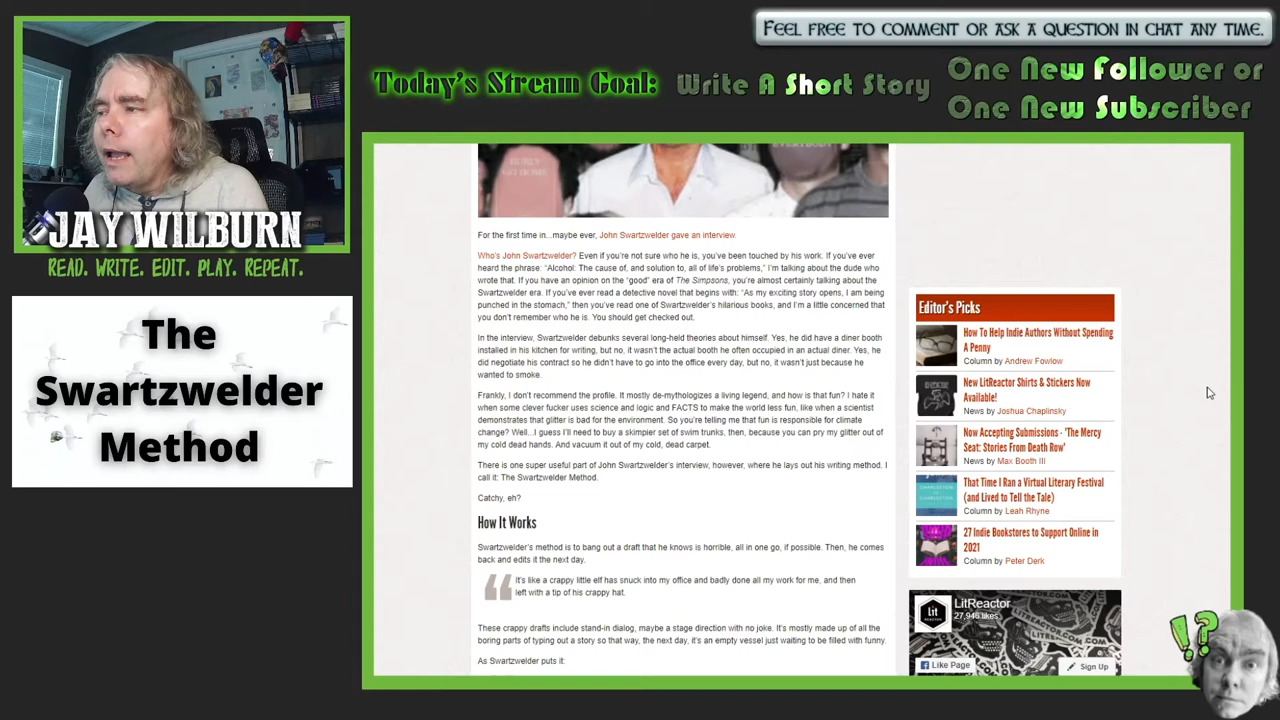 FEEL FREE TO COMMENT OR ASK A QUESTION IN CHAT ANY TIME.
Today's Stream Goal: Write A Short Story
One New Follower or
One New Subscriber
JAY WILBURN
READ. WRITE. EDIT. PLAY. REPEAT.
The
Swartzwelder
Method
For the first time in...maybe ever, John Swartzwelder gave an interview.
Who's John Swartzwelder? Even if you're not sure who he is, you've been touched by his work. If you've ever
heard the phrase: “Alcohol: The cause of, and solution to, all of life's problems,” I'm talking about the dude who
wrote that. If you have an opinion on the “good” era of The Simpsons, you're almost certainly talking about the
Swartzwelder era. If you've ever read a detective novel that begins with: “As my exciting story opens, I am being
punched in the stomach,” then you've read one of Swartzwelder's hilarious books, and I'm a little concerned that
you don't remember who he is. You should get checked out.
In the interview, Swartzwelder debunks several long-held theories about himself. Yes, he did have a diner booth
installed in his kitchen for writing, but no, it wasn't the actual booth he often occupied in an actual diner. Yes, he
did negotiate his contract so he didn't have to go into the office every day, but no, it wasn't just because he
wanted to smoke.
Frankly, I don't recommend the profile. It mostly de-mythologizes a living legend, and how is that fun? I hate it
when some clever fucker uses science and logic and FACTS to make the world less fun, like when a scientist
demonstrates that glitter is bad for the environment. So you're telling me that fun is responsible for climate
change? Well...I guess I'll need to buy a skimpier set of swim trunks, then, because you can pry my glitter out of
my cold dead hands. And vacuum it out of my cold, dead carpet.
There is one super useful part of John Swartzwelder's interview, however, where he lays out his writing method. I
call it: The Swartzwelder Method.
Catchy, eh?
How It Works
Swartzwelder's method is to bang out a draft that he knows is horrible, all in one go, if possible. Then, he comes
back and edits it the next day.
It's like a crappy little elf has snuck into my office and badly done all my work for me, and then
left with a tip of his crappy hat.
These crappy drafts include stand-in dialog, maybe a stage direction with no joke. It's mostly made up of all the
boring parts of typing out a story so that way, the next day, it's an empty vessel just waiting to be filled with funny.
As Swartzwelder puts it:
Editor's Picks
How To Help Indie Authors Without Spending
A Penny
Column by Andrew Fowlow
New LitReactor Shirts & Stickers Now
Available!
News by Joshua Chaplinsky
Now Accepting Submissions - 'The Mercy
Seat: Stories From Death Row'
News by Max Booth III
That Time I Ran a Virtual Literary Festival
(and Lived to Tell the Tale)
Column by Leah Rhyne
27 Indie Bookstores to Support Online in
2021
Column by Peter Derk
Lit
REACTOR
LitReactor
27,946 likes
Like Page
Sign Up
!?